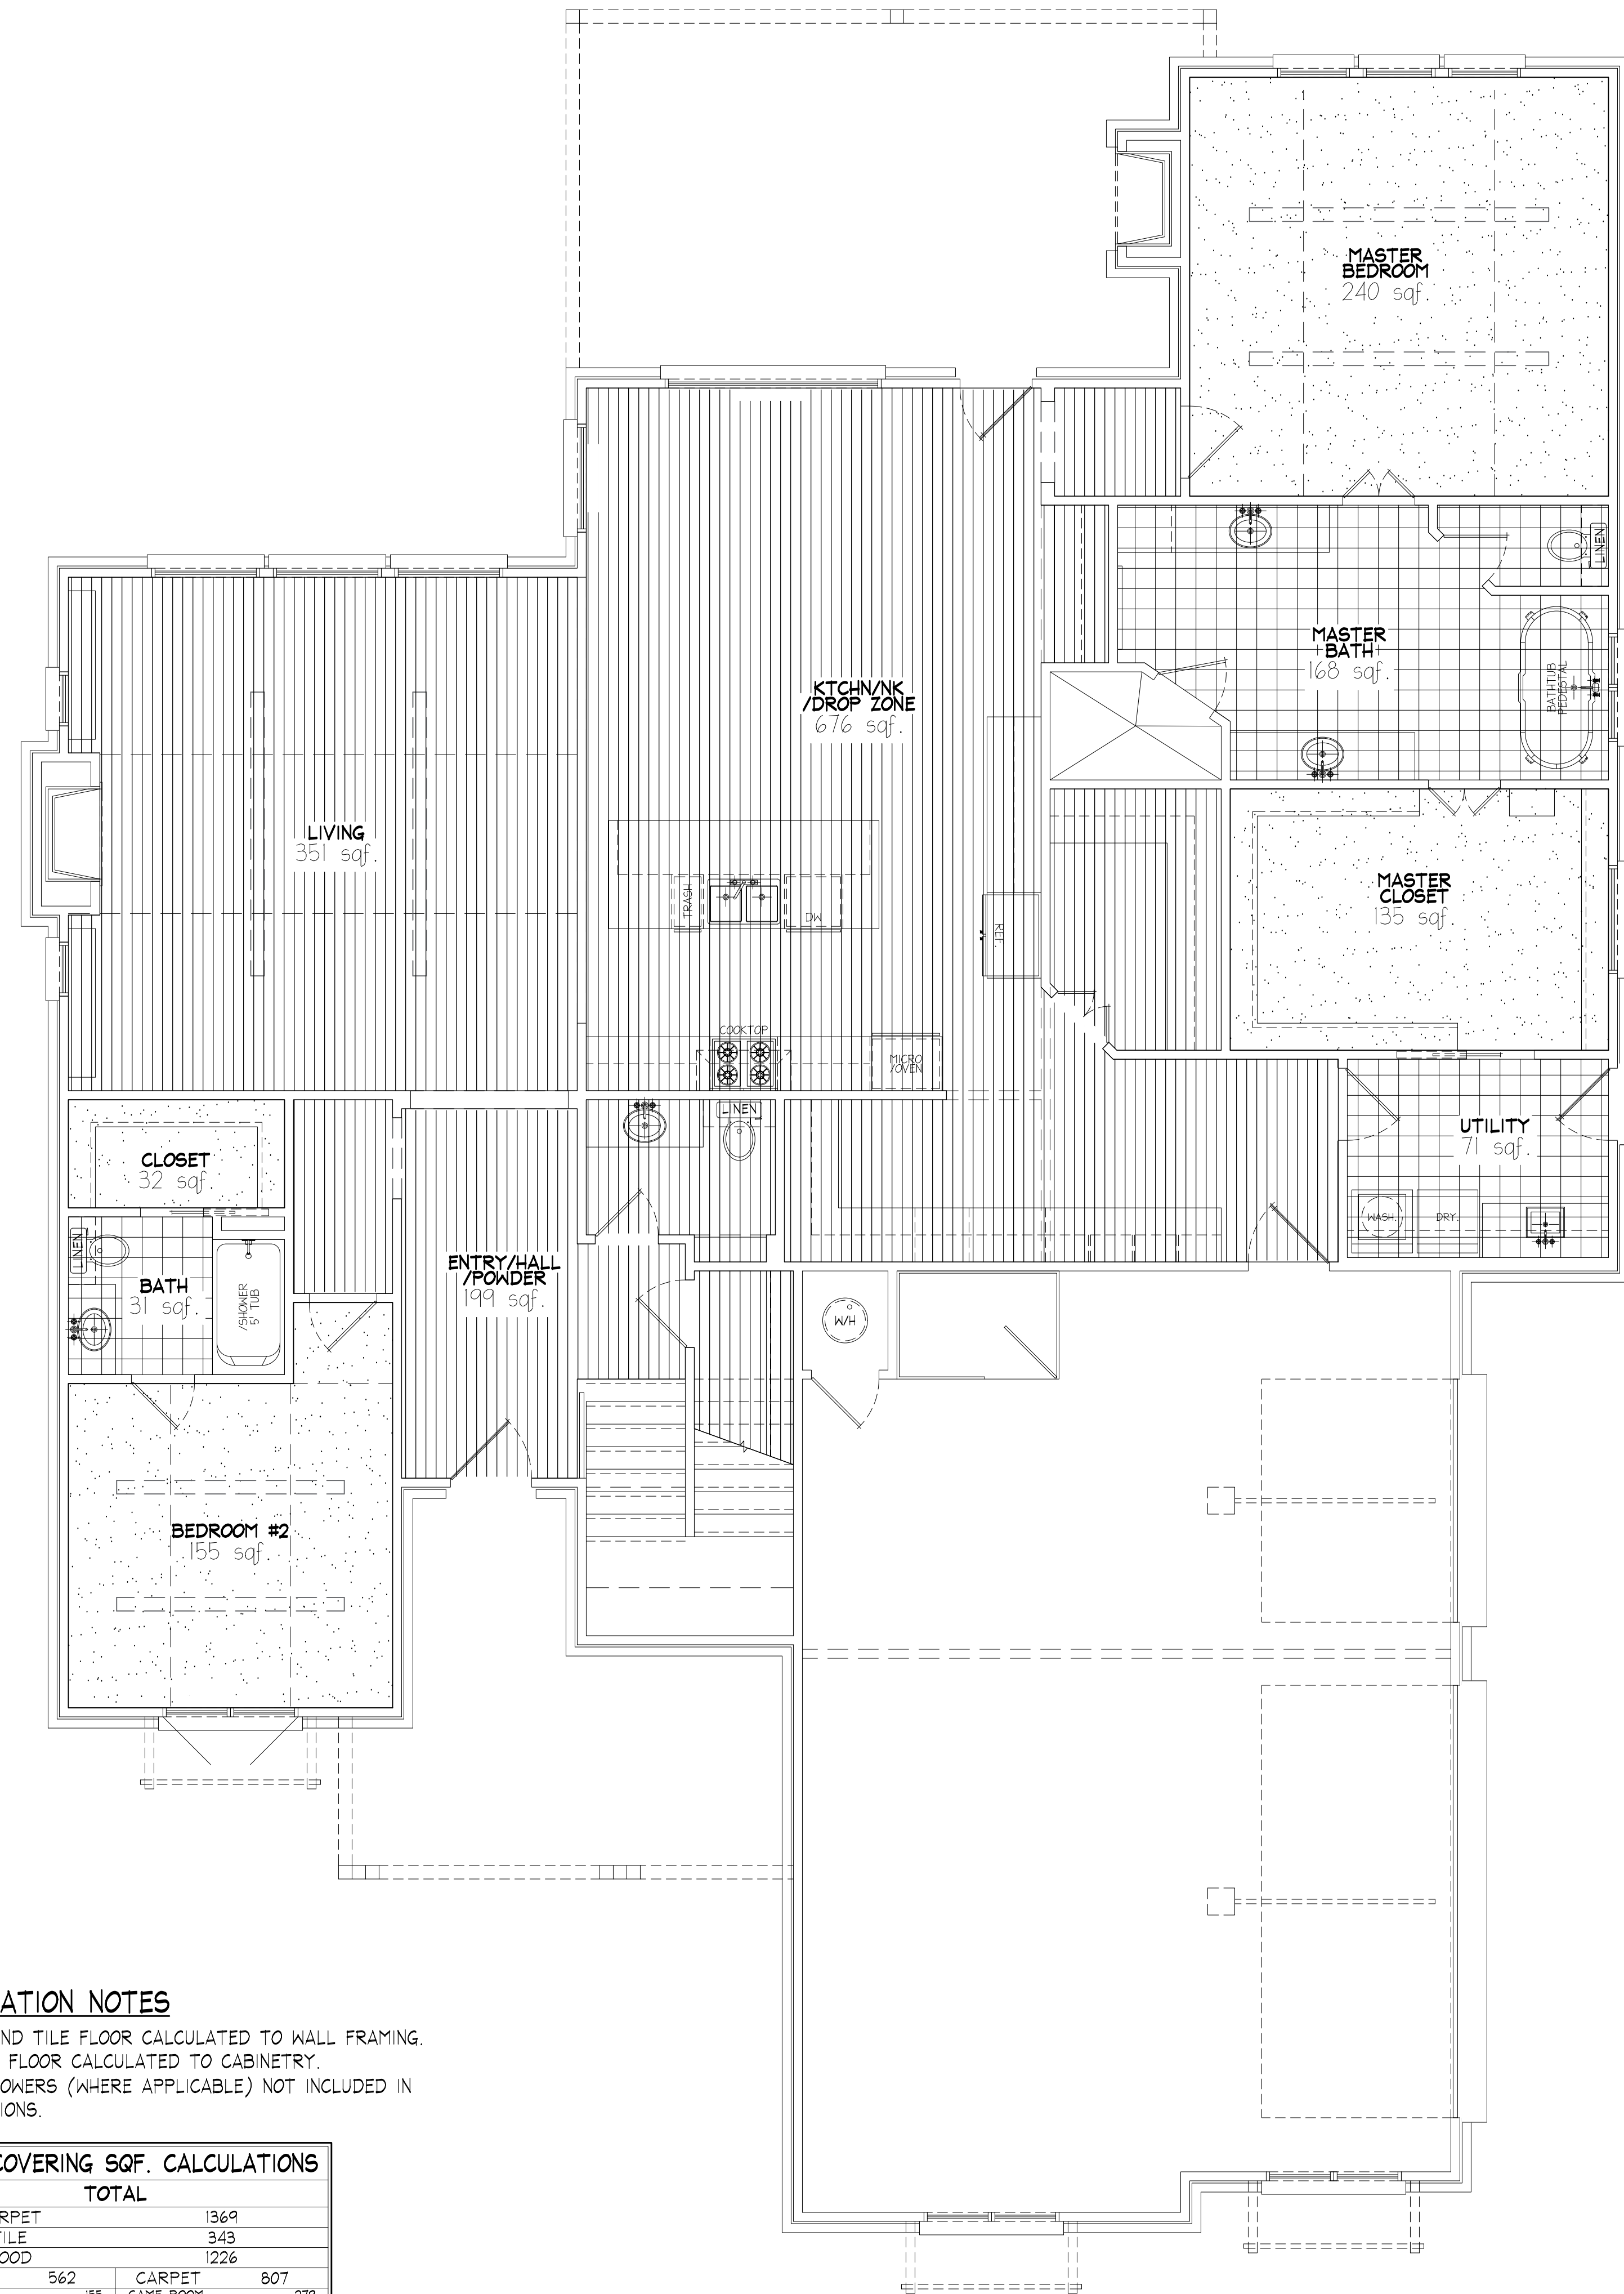 MASTER
BEDROOM
240 sqf.
LINEN
MASTER
BATH
168 sqf.
BATHTUB
PEDESTAL
KTCHN/NK
/DROP ZONE
676 sqf.
LIVING
351 sqf.
TRASH
DW
REF.
MASTER
CLOSET
135 sqf.
COOKTOP
MICRO
/OVEN
LINEN
UTILITY
71 sqf.
CLOSET
32 sqf.
WASH.
DRY.
LINEN
BATH
31 sqf.
/SHOWER
5' TUB
ENTRY/HALL
/POWDER
199 sqf.
W/H
BEDROOM #2
155 sqf.
ATION NOTES
ND TILE FLOOR CALCULATED TO WALL FRAMING.
FLOOR CALCULATED TO CABINETRY.
OWERS (WHERE APPLICABLE) NOT INCLUDED IN
IONS.
COVERING SQF. CALCULATIONS
TOTAL
RPET 1369
TILE 343
OOD 1226
562 CARPET 807
155 GAME ROOM 279